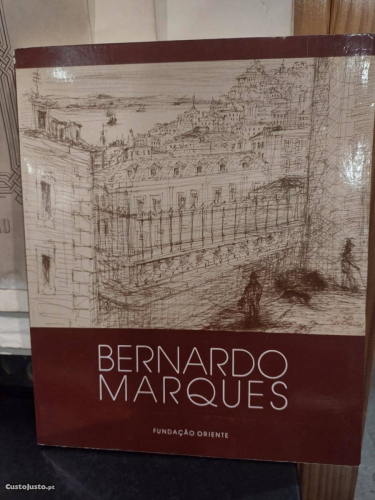 BERNARDO
MARQUES
FUNDAÇÃO ORIENTE
CustoJusto.pt